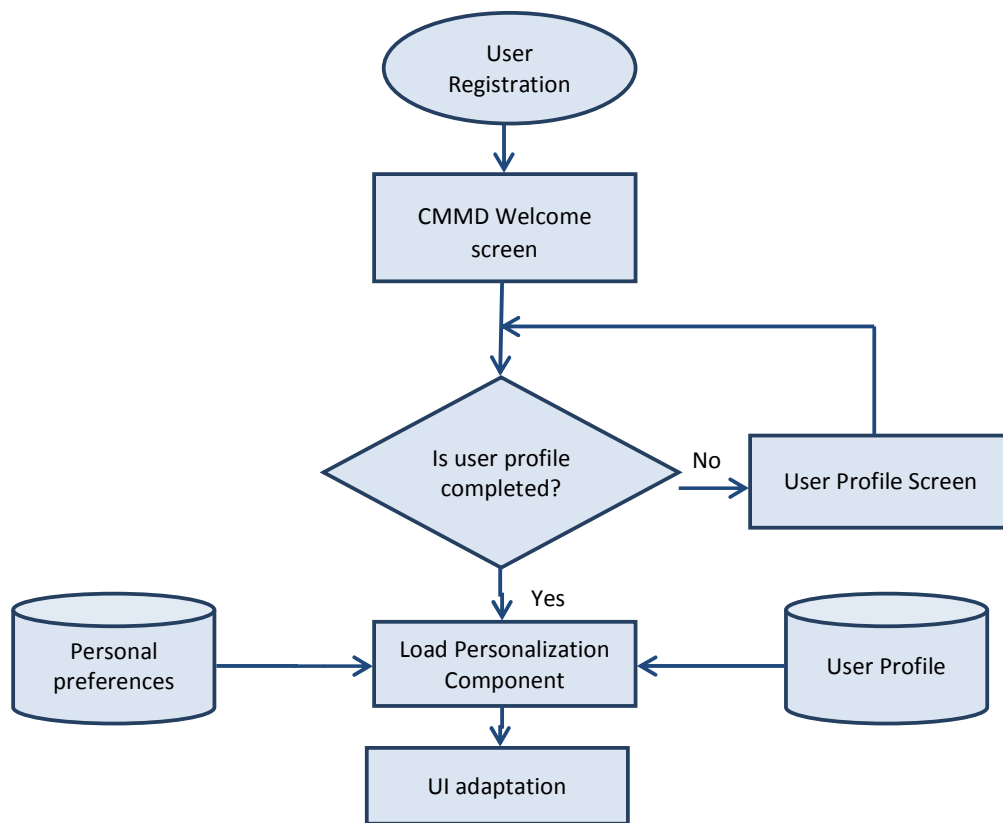 User
Registration
CMMD Welcome
screen
Is user profile
completed?
No
User Profile Screen
Yes
Personal
preferences
Load Personalization
Component
User Profile
UI adaptation